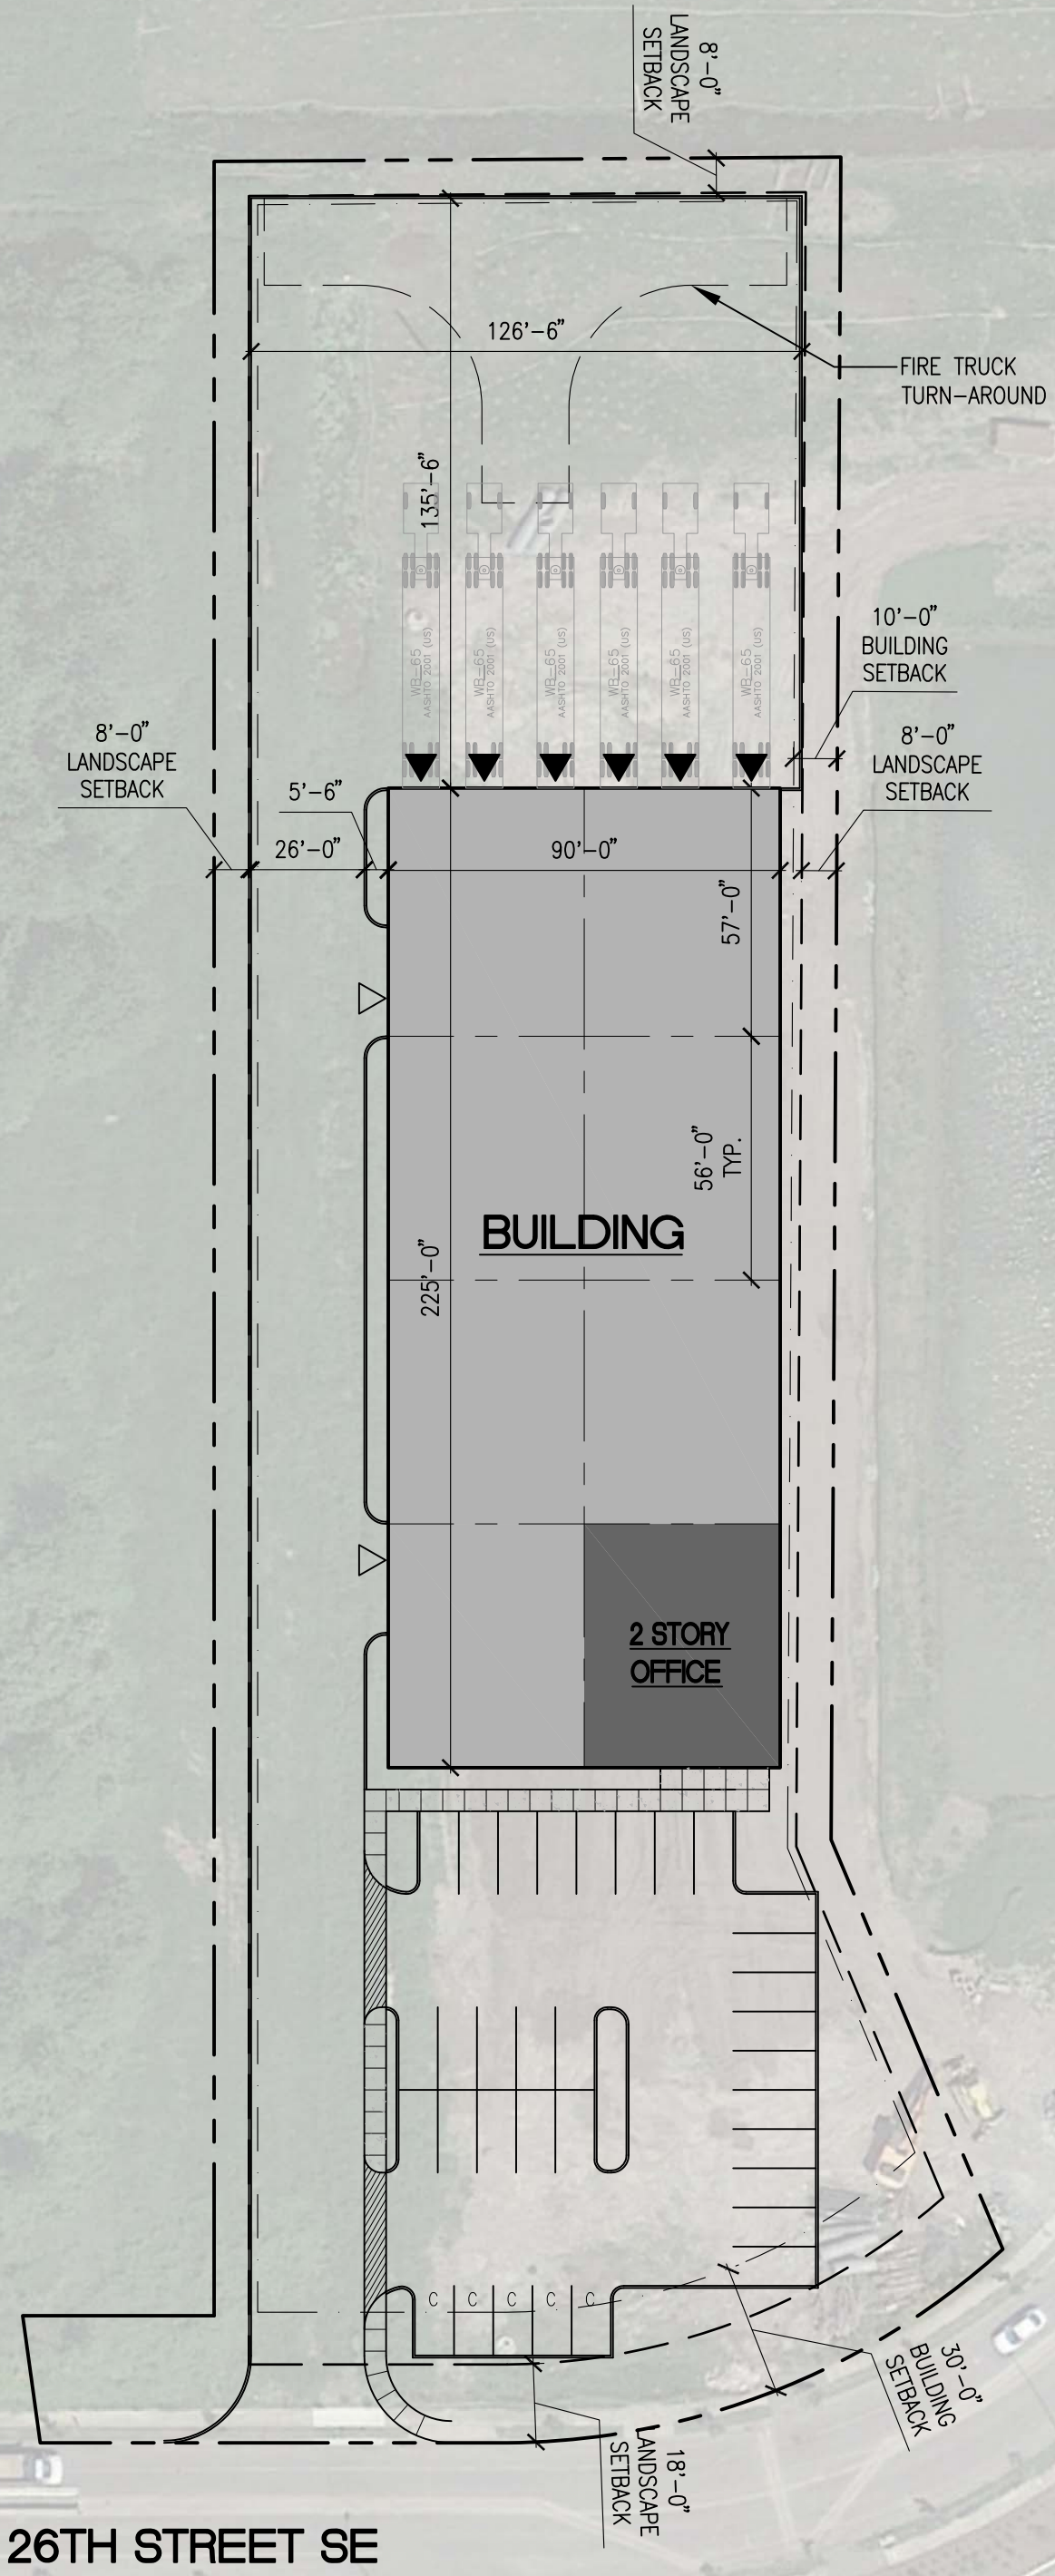 8'-0"
LANDSCAPE
SETBACK
126'-6"
FIRE TRUCK
TURN-AROUND
135'-6"
WB-65
AASHTO 2001 (US)
WB-65
AASHTO 2001 (US)
WB-65
AASHTO 2001 (US)
WB-65
AASHTO 2001 (US)
WB-65
AASHTO 2001 (US)
WB-65
AASHTO 2001 (US)
10'-0"
BUILDING
SETBACK
8'-0"
LANDSCAPE
SETBACK
8'-0"
LANDSCAPE
SETBACK
5'-6"
26'-0"
90'-0"
57'-0"
56'-0"
TYP.
BUILDING
225'-0"
2 STORY
OFFICE
C C C C C
30'-0"
BUILDING
SETBACK
18'-0"
LANDSCAPE
SETBACK
26TH STREET SE